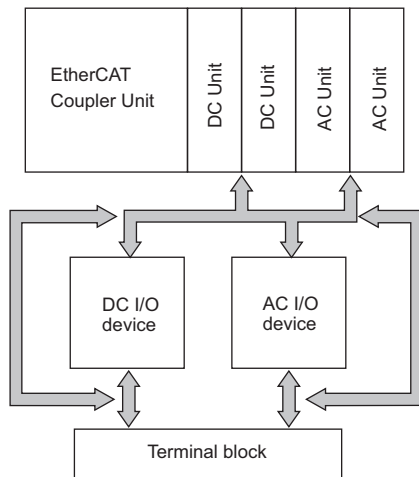 EtherCAT
Coupler Unit
DC Unit
DC Unit
AC Unit
AC Unit
DC I/O
device
AC I/O
device
Terminal block